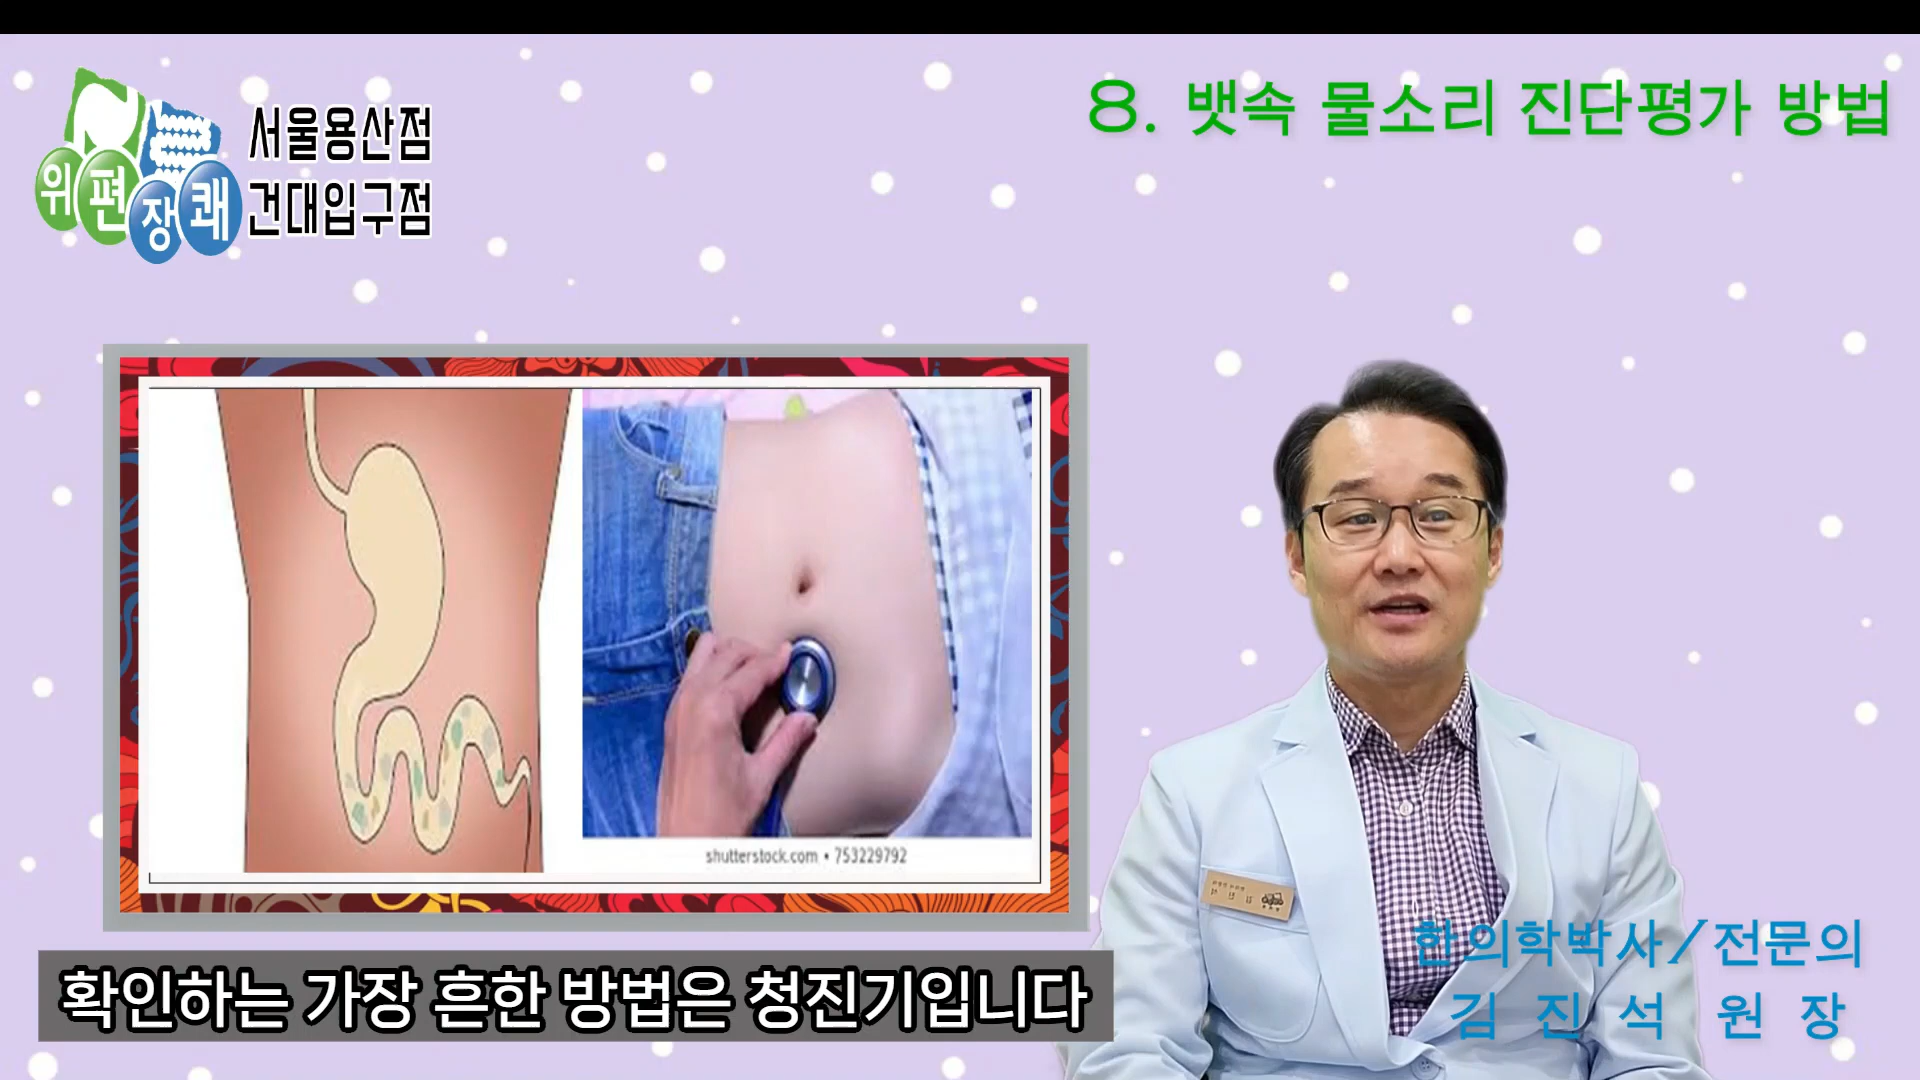 8. 뱃속 물소리 진단평가 방법
서울용산점
위편장쾌
건대입구점
shutterstock.com • 753229792
한의학박사/전문의
김 진 석 원 장
확인하는 가장 흔한 방법은 청진기입니다